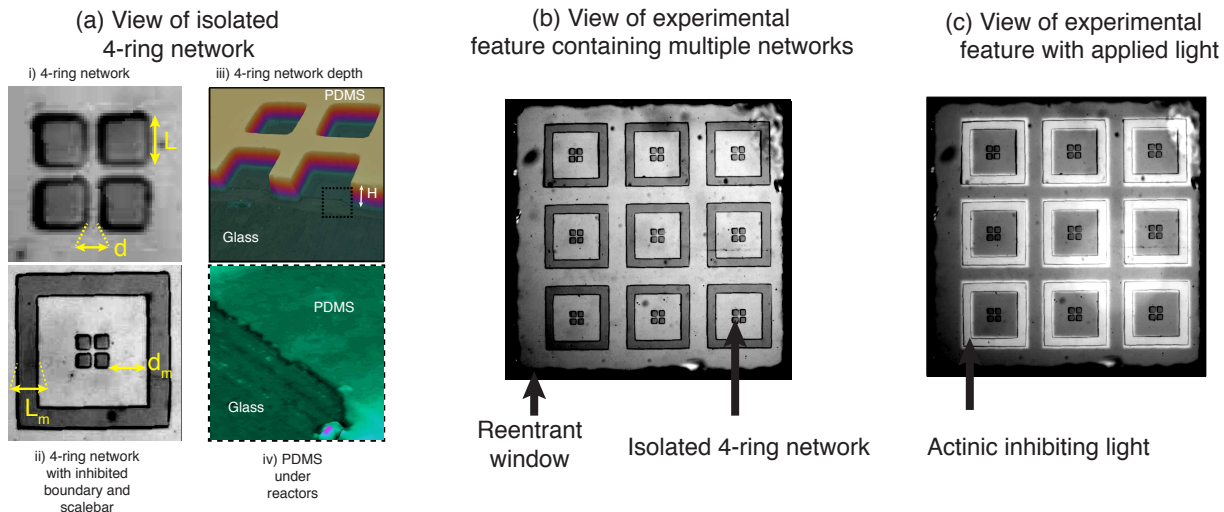 (a) View of isolated
4-ring network
i) 4-ring network
L
d
iii) 4-ring network depth
PDMS
H
Glass
d_m
L_m
ii) 4-ring network
with inhibited
boundary and
scalebar
PDMS
Glass
iv) PDMS
under
reactors
(b) View of experimental
feature containing multiple networks
Reentrant
window
Isolated 4-ring network
(c) View of experimental
feature with applied light
Actinic inhibiting light